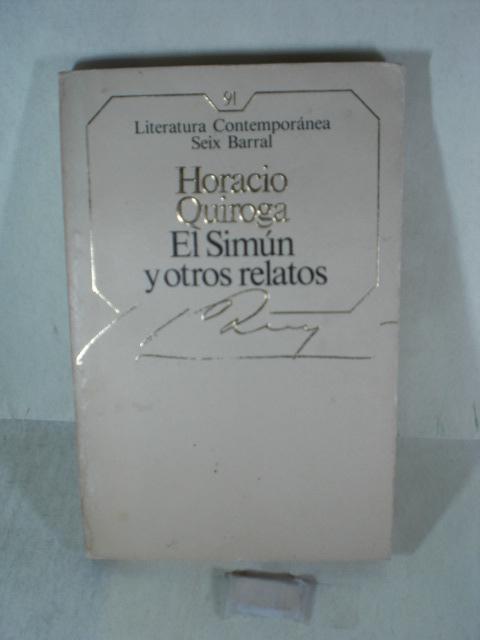 91
Literatura Contemporánea
Seix Barral
Horacio
Quiroga
El Simún
y otros relatos